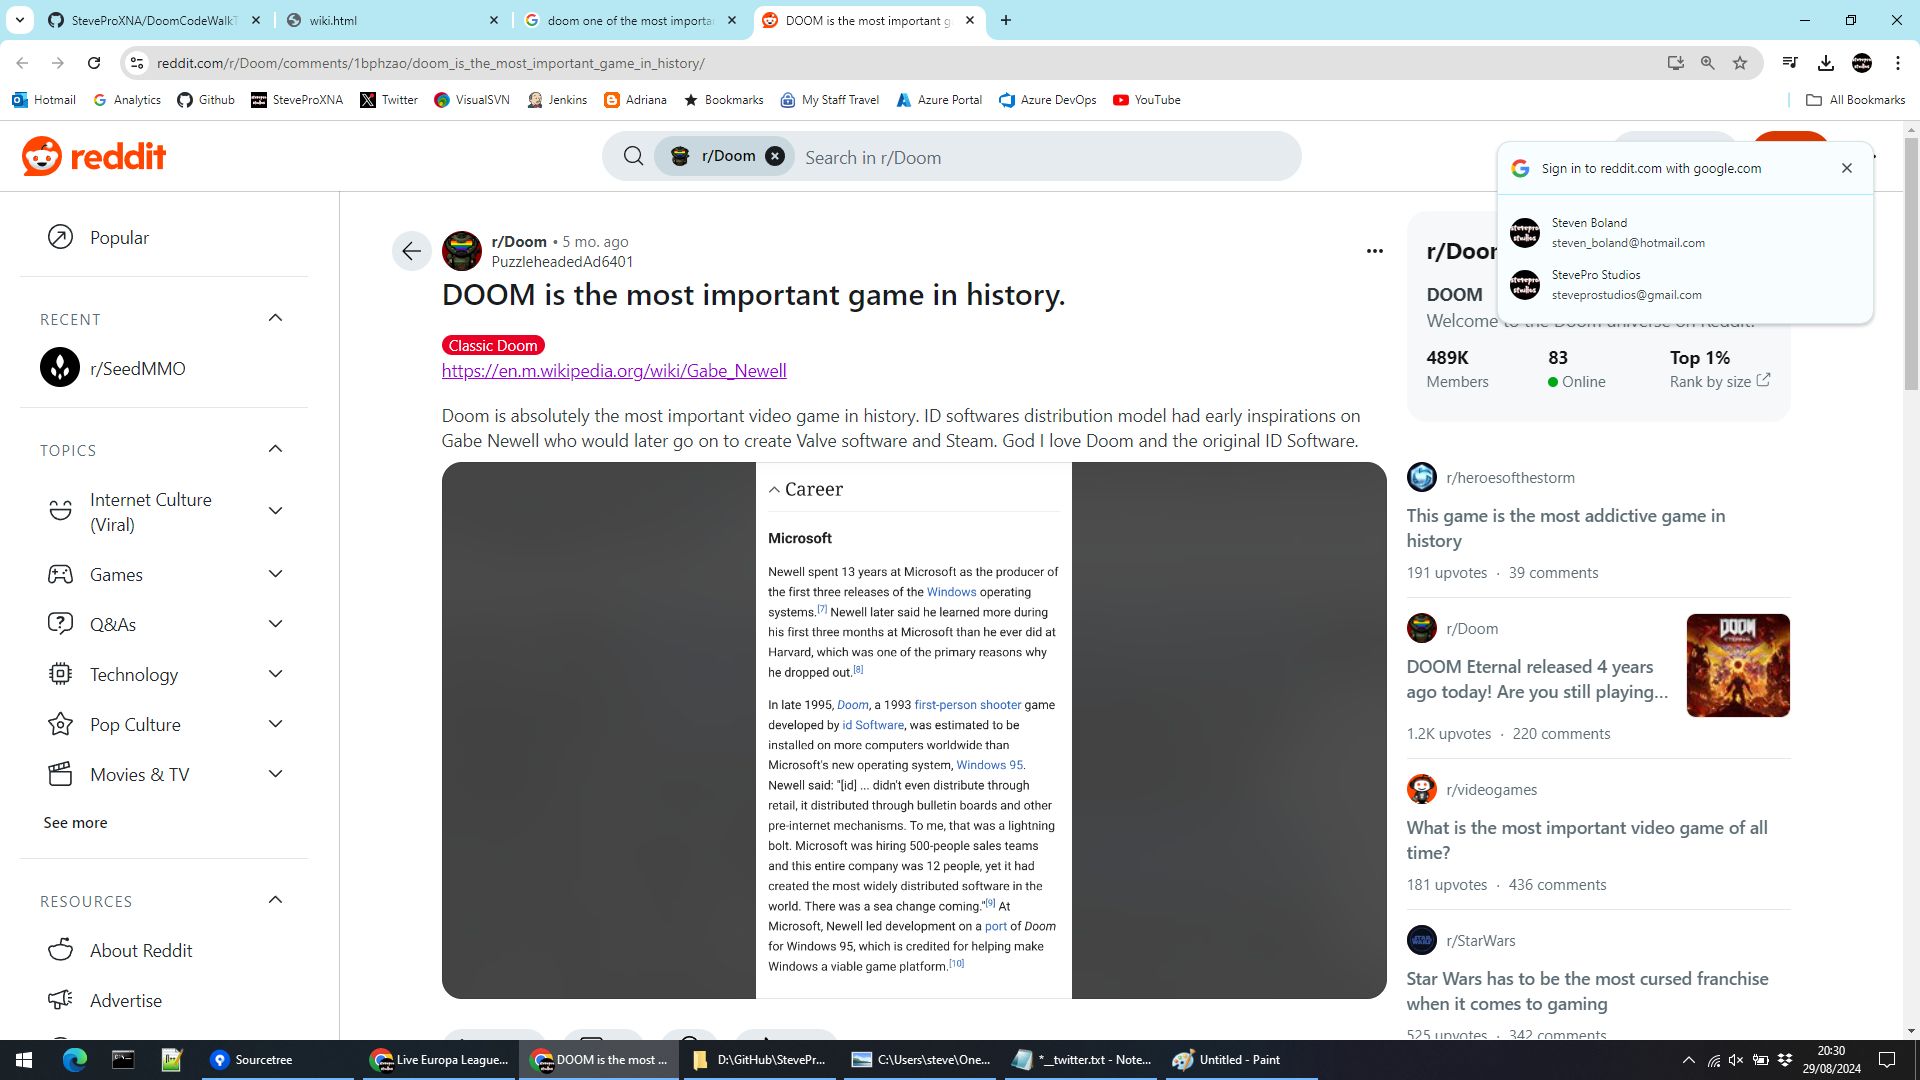 SteveProXNA/DoomCodeWalkT
wiki.html
doom one of the most importa
DOOM is the most important g
reddit.com/r/Doom/comments/1bphzao/doom_is_the_most_important_game_in_history/
Hotmail
Analytics
Github
SteveProXNA
Twitter
VisualSVN
Jenkins
Adriana
Bookmarks
My Staff Travel
Azure Portal
Azure DevOps
YouTube
All Bookmarks
reddit
r/Doom
Search in r/Doom
Sign in to reddit.com with google.com
Steven Boland
steven_boland@hotmail.com
StevePro Studios
steveprostudios@gmail.com
Popular
RECENT
r/SeedMMO
TOPICS
Internet Culture
(Viral)
Games
Q&As
Technology
Pop Culture
Movies & TV
See more
RESOURCES
About Reddit
Advertise
r/Doom • 5 mo. ago
PuzzleheadedAd6401
DOOM is the most important game in history.
Classic Doom
https://en.m.wikipedia.org/wiki/Gabe_Newell
Doom is absolutely the most important video game in history. ID softwares distribution model had early inspirations on
Gabe Newell who would later go on to create Valve software and Steam. God I love Doom and the original ID Software.
Career
Microsoft
Newell spent 13 years at Microsoft as the producer of
the first three releases of the Windows operating
systems.[7] Newell later said he learned more during
his first three months at Microsoft than he ever did at
Harvard, which was one of the primary reasons why
he dropped out.[8]
In late 1995, Doom, a 1993 first-person shooter game
developed by id Software, was estimated to be
installed on more computers worldwide than
Microsoft's new operating system, Windows 95.
Newell said: "[id] ... didn't even distribute through
retail, it distributed through bulletin boards and other
pre-internet mechanisms. To me, that was a lightning
bolt. Microsoft was hiring 500-people sales teams
and this entire company was 12 people, yet it had
created the most widely distributed software in the
world. There was a sea change coming."[9] At
Microsoft, Newell led development on a port of Doom
for Windows 95, which is credited for helping make
Windows a viable game platform.[10]
r/Doom
DOOM
Welcome to the Doom universe on Reddit.
489K
Members
83
Online
Top 1%
Rank by size
r/heroesofthestorm
This game is the most addictive game in
history
191 upvotes · 39 comments
r/Doom
DOOM Eternal released 4 years
ago today! Are you still playing...
DOOM
ETERNAL
1.2K upvotes · 220 comments
r/videogames
What is the most important video game of all
time?
181 upvotes · 436 comments
r/StarWars
Star Wars has to be the most cursed franchise
when it comes to gaming
525 upvotes · 342 comments
Sourcetree
Live Europa League...
DOOM is the most ...
D:\GitHub\StevePr...
C:\Users\steve\One...
*__twitter.txt - Note...
Untitled - Paint
20:30
29/08/2024